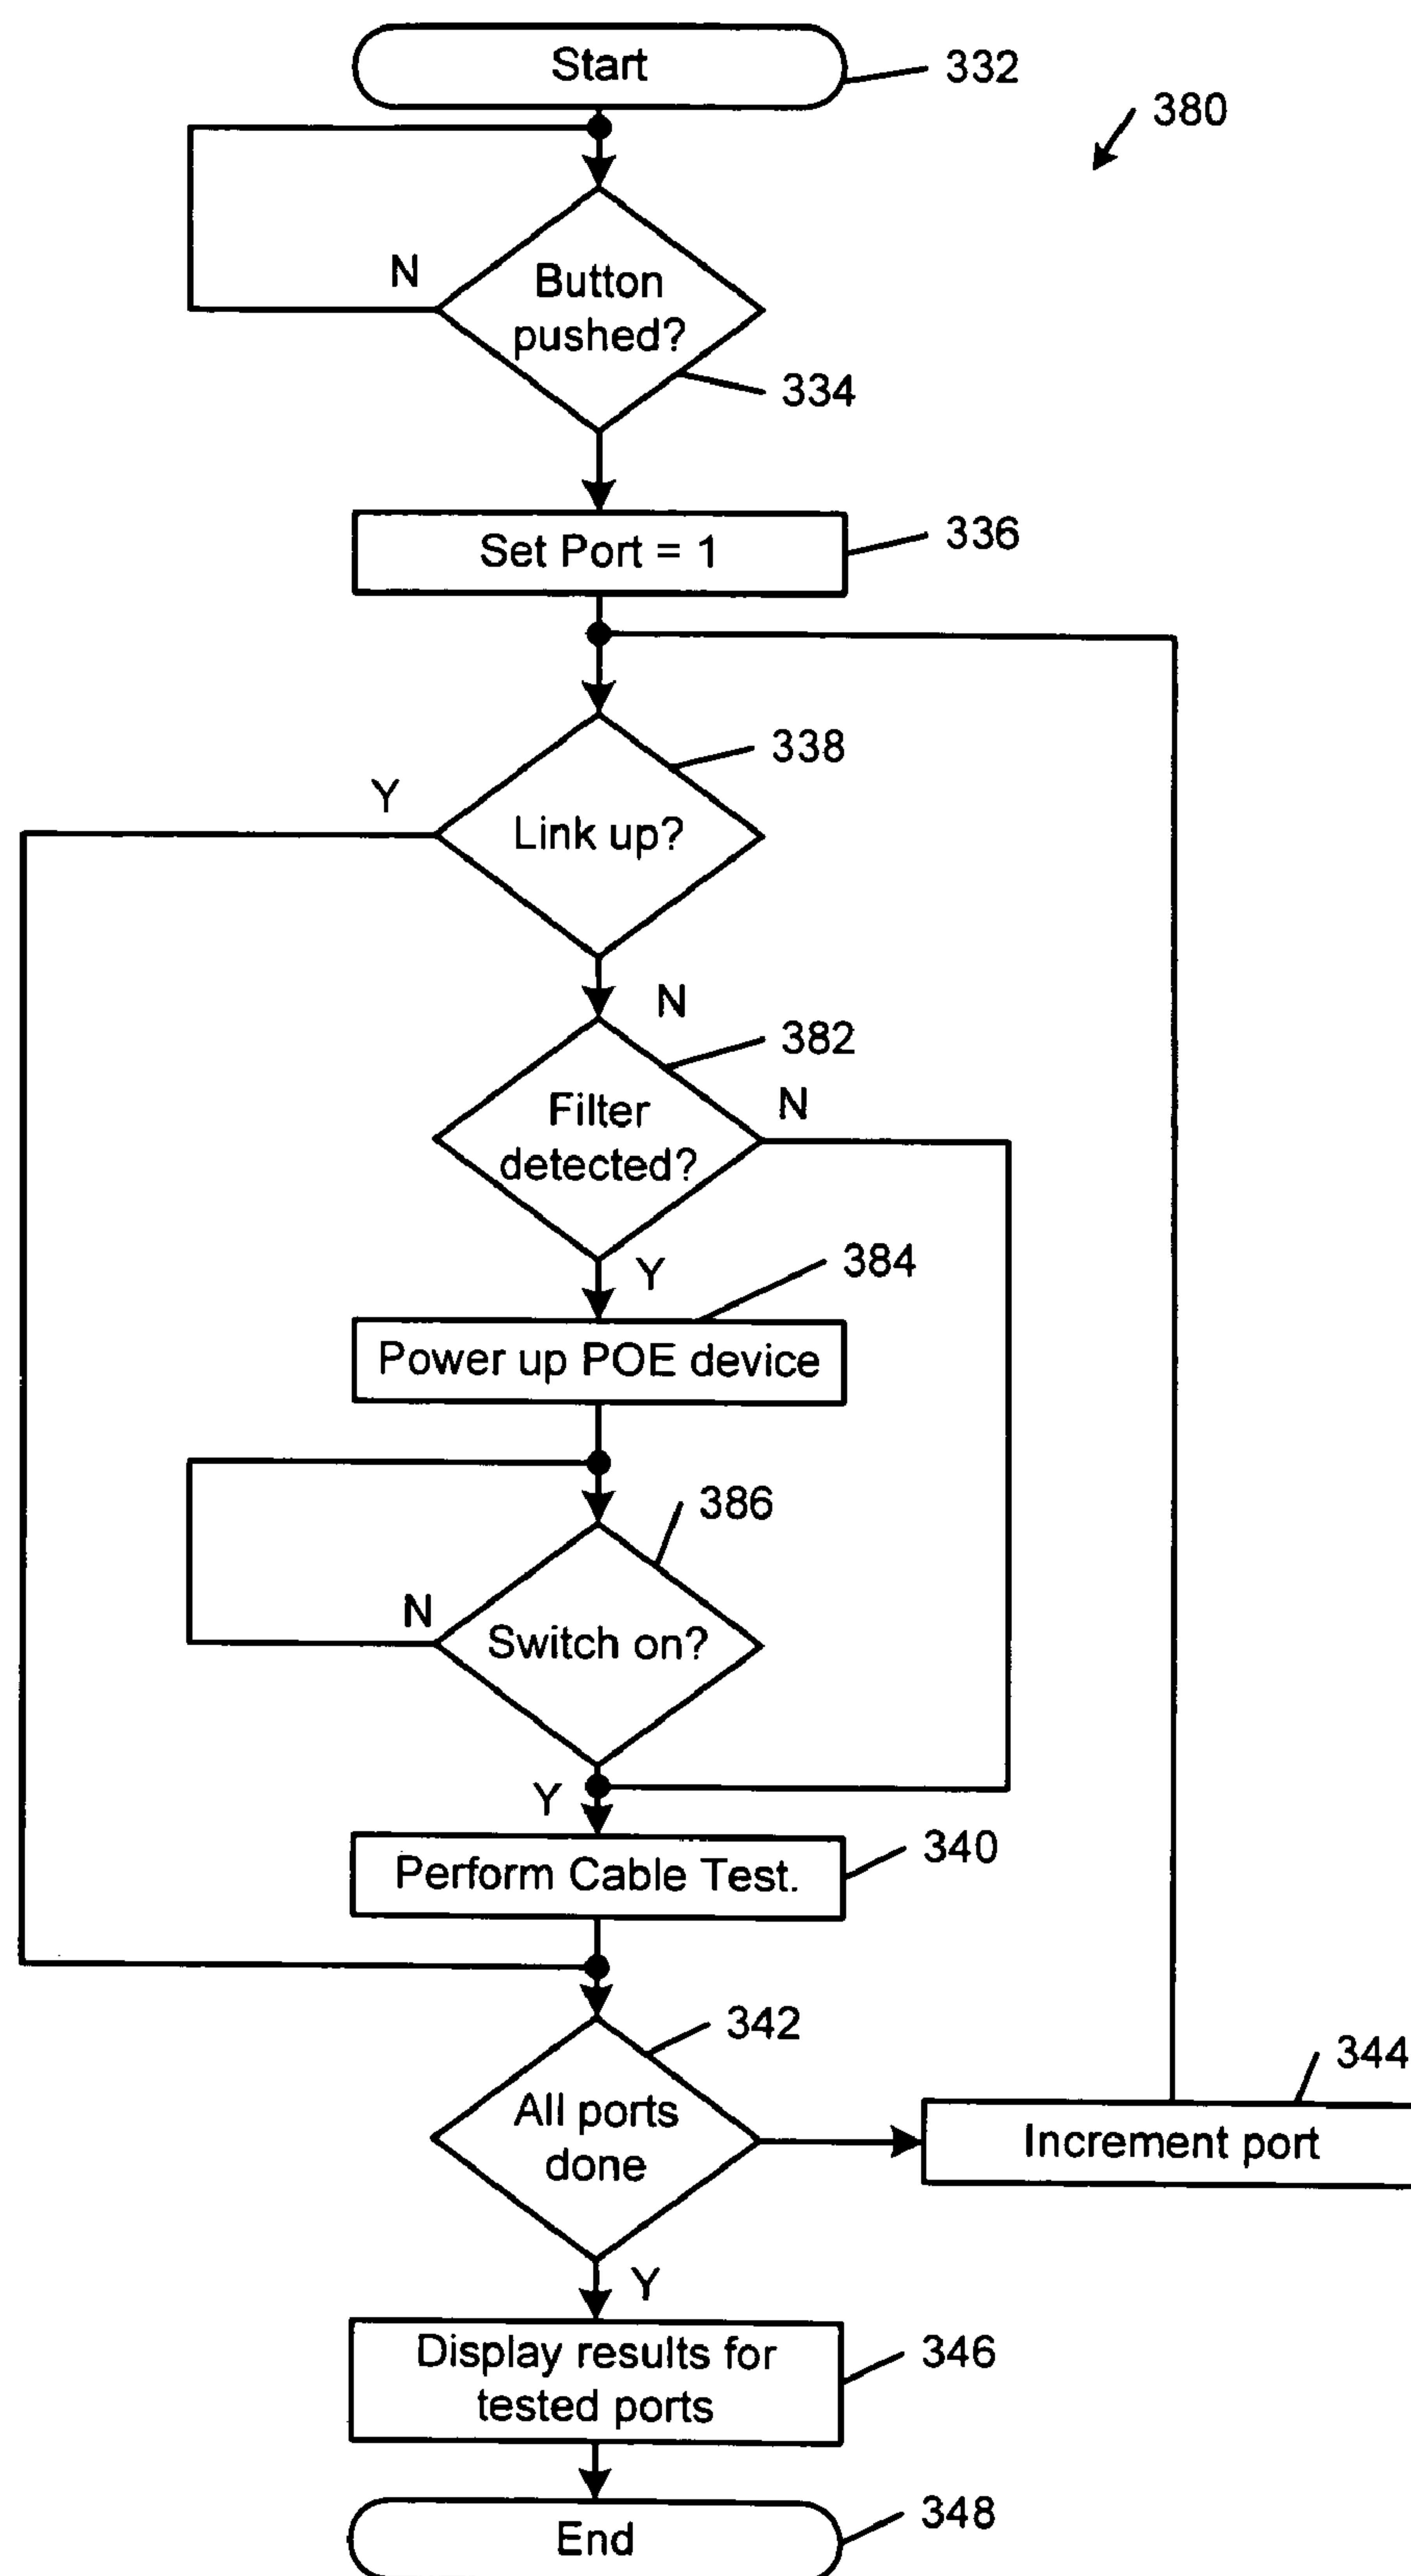 Start
332
380
N
Button
pushed?
334
Set Port = 1
336
338
Y
Link up?
N
382
N
Filter
detected?
384
Y
Power up POE device
386
N
Switch on?
Y
Perform Cable Test.
340
342
344
All ports
done
Increment port
Y
Display results for
tested ports
346
End
348